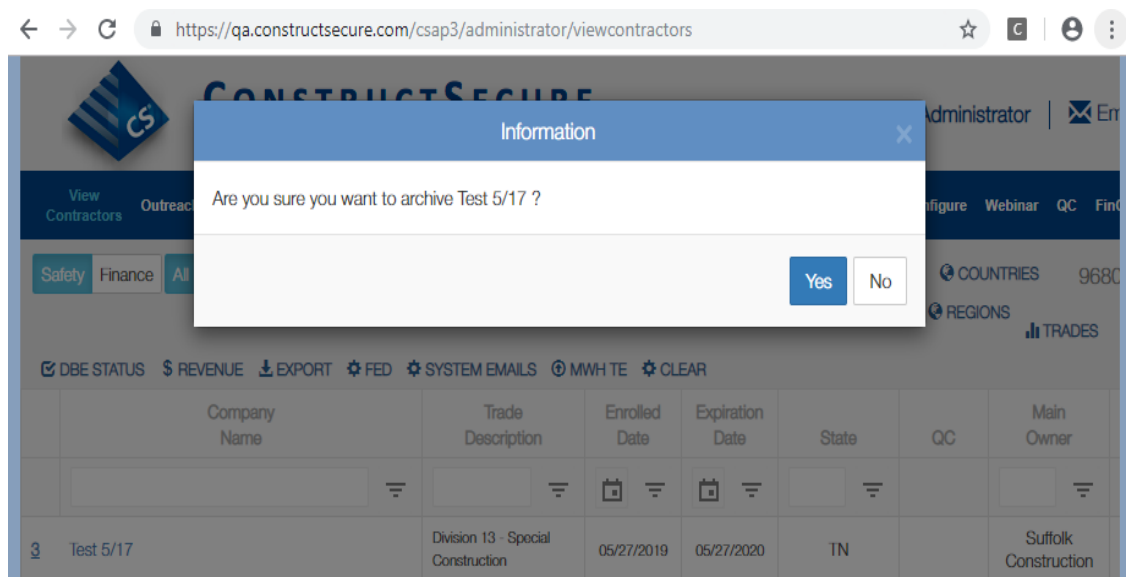 https://qa.constructsecure.com/csap3/administrator/viewcontractors
C
CS
CONSTRUCTSECURE
Administrator
Information
X
View
Contractors
Webinar
QC
Are you sure you want to archive Test 5/17 ?
Safety
Finance
All
Yes
No
COUNTRIES
9680
REGIONS
TRADES
DBE STATUS
$ REVENUE
EXPORT
FED
SYSTEM EMAILS
MWH TE
CLEAR
Company
Name
Trade
Description
Enrolled
Date
Expiration
Date
State
QC
Main
Owner
3
Test 5/17
Division 13 - Special
Construction
05/27/2019
05/27/2020
TN
Suffolk
Construction